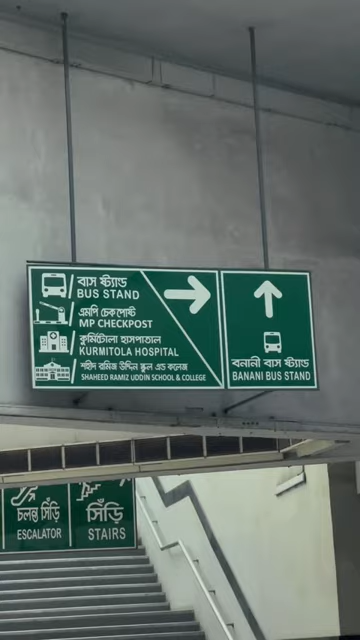 বাস স্ট্যান্ড
BUS STAND
এমপি চেকপোস্ট
MP CHECKPOST
কুর্মিটোলা হাসপাতাল
KURMITOLA HOSPITAL
শহীদ রমিজ উদ্দিন স্কুল এন্ড কলেজ
SHAHEED RAMIZ UDDIN SCHOOL & COLLEGE
বনানী বাস স্ট্যান্ড
BANANI BUS STAND
চলন্ত সিঁড়ি
ESCALATOR
সিঁড়ি
STAIRS